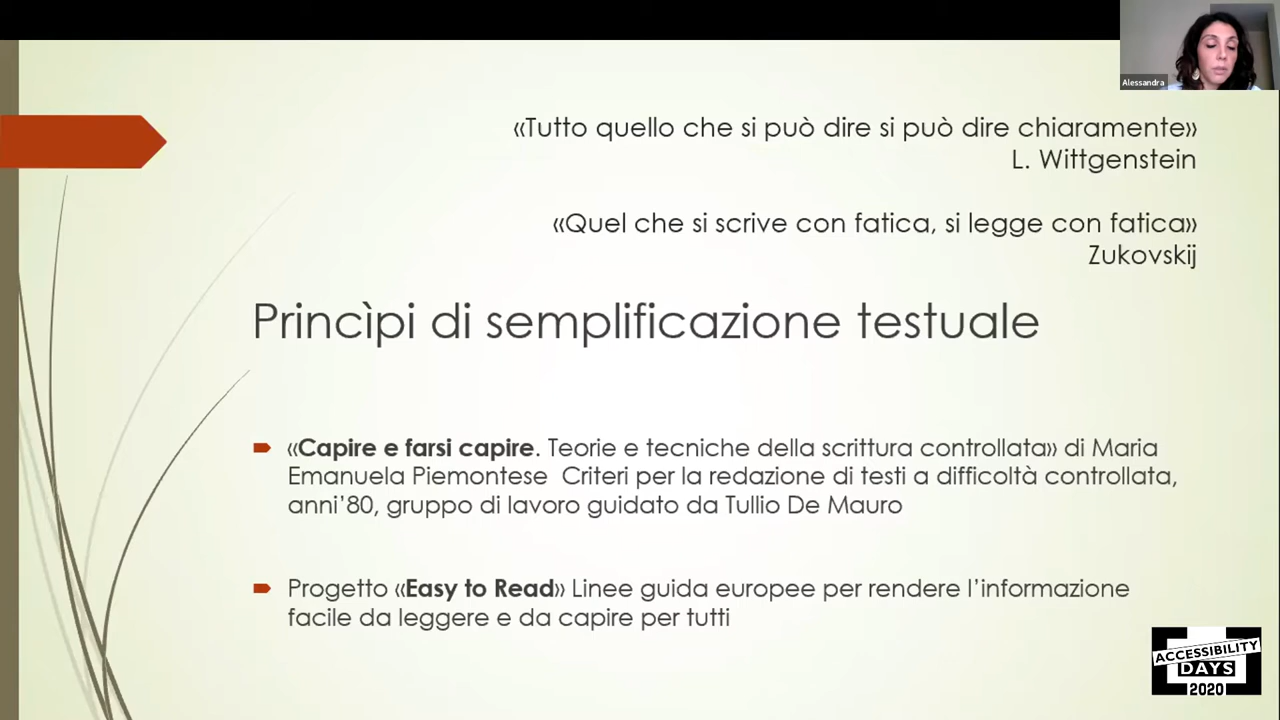 Alessandra
«Tutto quello che si può dire si può dire chiaramente»
L. Wittgenstein
«Quel che si scrive con fatica, si legge con fatica»
Zukovskij
Princìpi di semplificazione testuale
«Capire e farsi capire. Teorie e tecniche della scrittura controllata» di Maria
Emanuela Piemontese  Criteri per la redazione di testi a difficoltà controllata,
anni’80, gruppo di lavoro guidato da Tullio De Mauro
Progetto «Easy to Read» Linee guida europee per rendere l’informazione
facile da leggere e da capire per tutti
ACCESSIBILITY
DAYS
2020